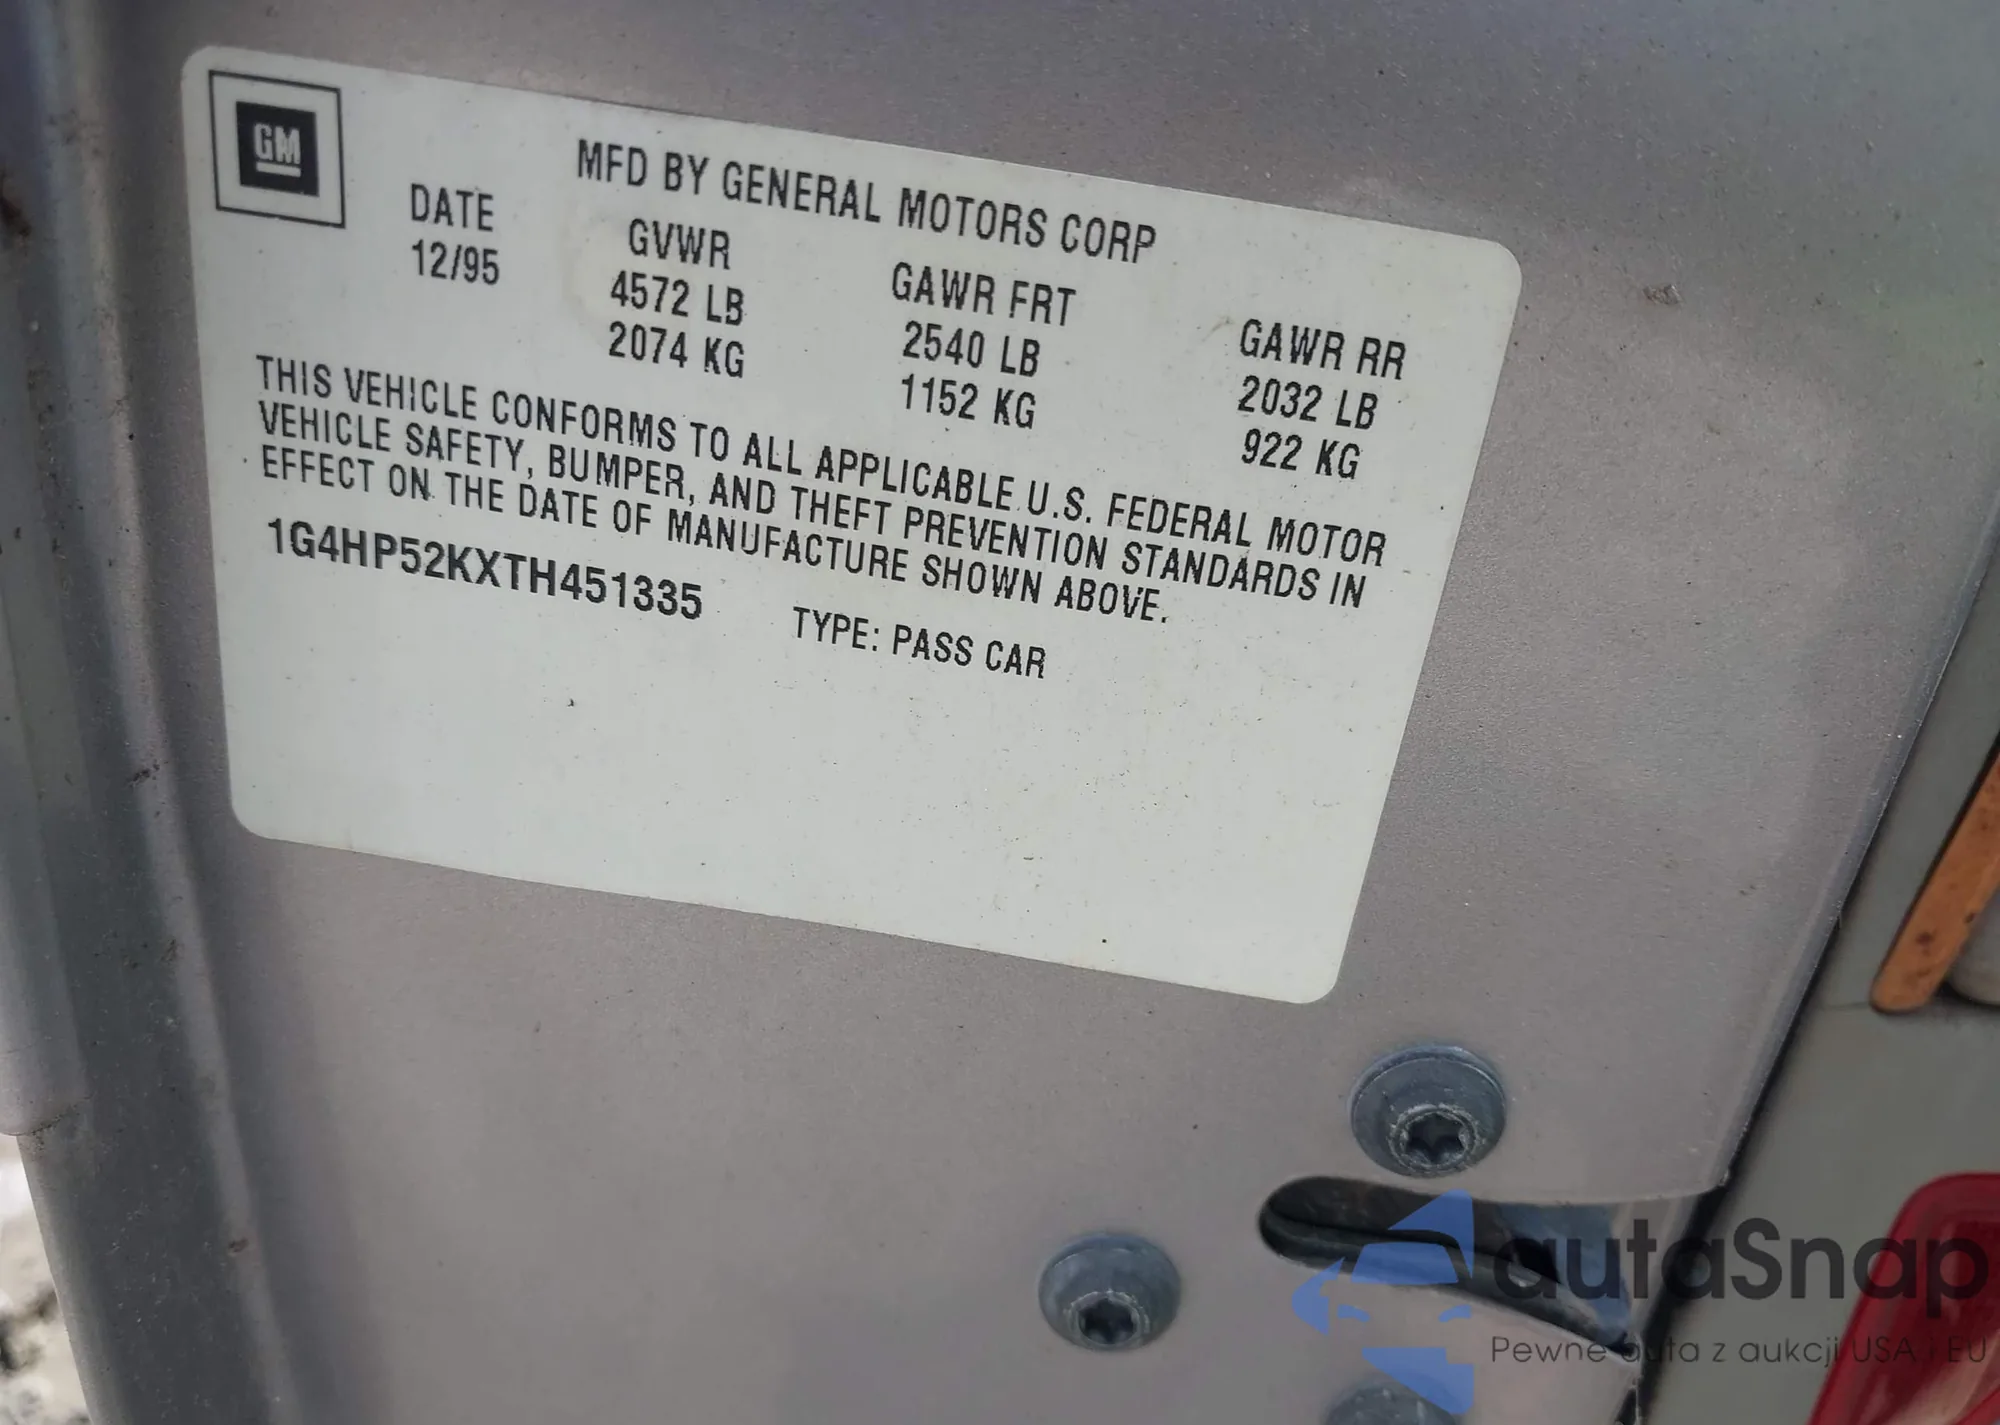 GM
MFD BY GENERAL MOTORS CORP
DATE GVWR GAWR FRT GAWR RR
12/95 4572 LB 2540 LB 2032 LB
2074 KG 1152 KG 922 KG
THIS VEHICLE CONFORMS TO ALL APPLICABLE U.S. FEDERAL MOTOR
VEHICLE SAFETY, BUMPER, AND THEFT PREVENTION STANDARDS IN
EFFECT ON THE DATE OF MANUFACTURE SHOWN ABOVE.
1G4HP52KXTH451335 TYPE: PASS CAR
autaSnap
Pewne auta z aukcji USA i EU